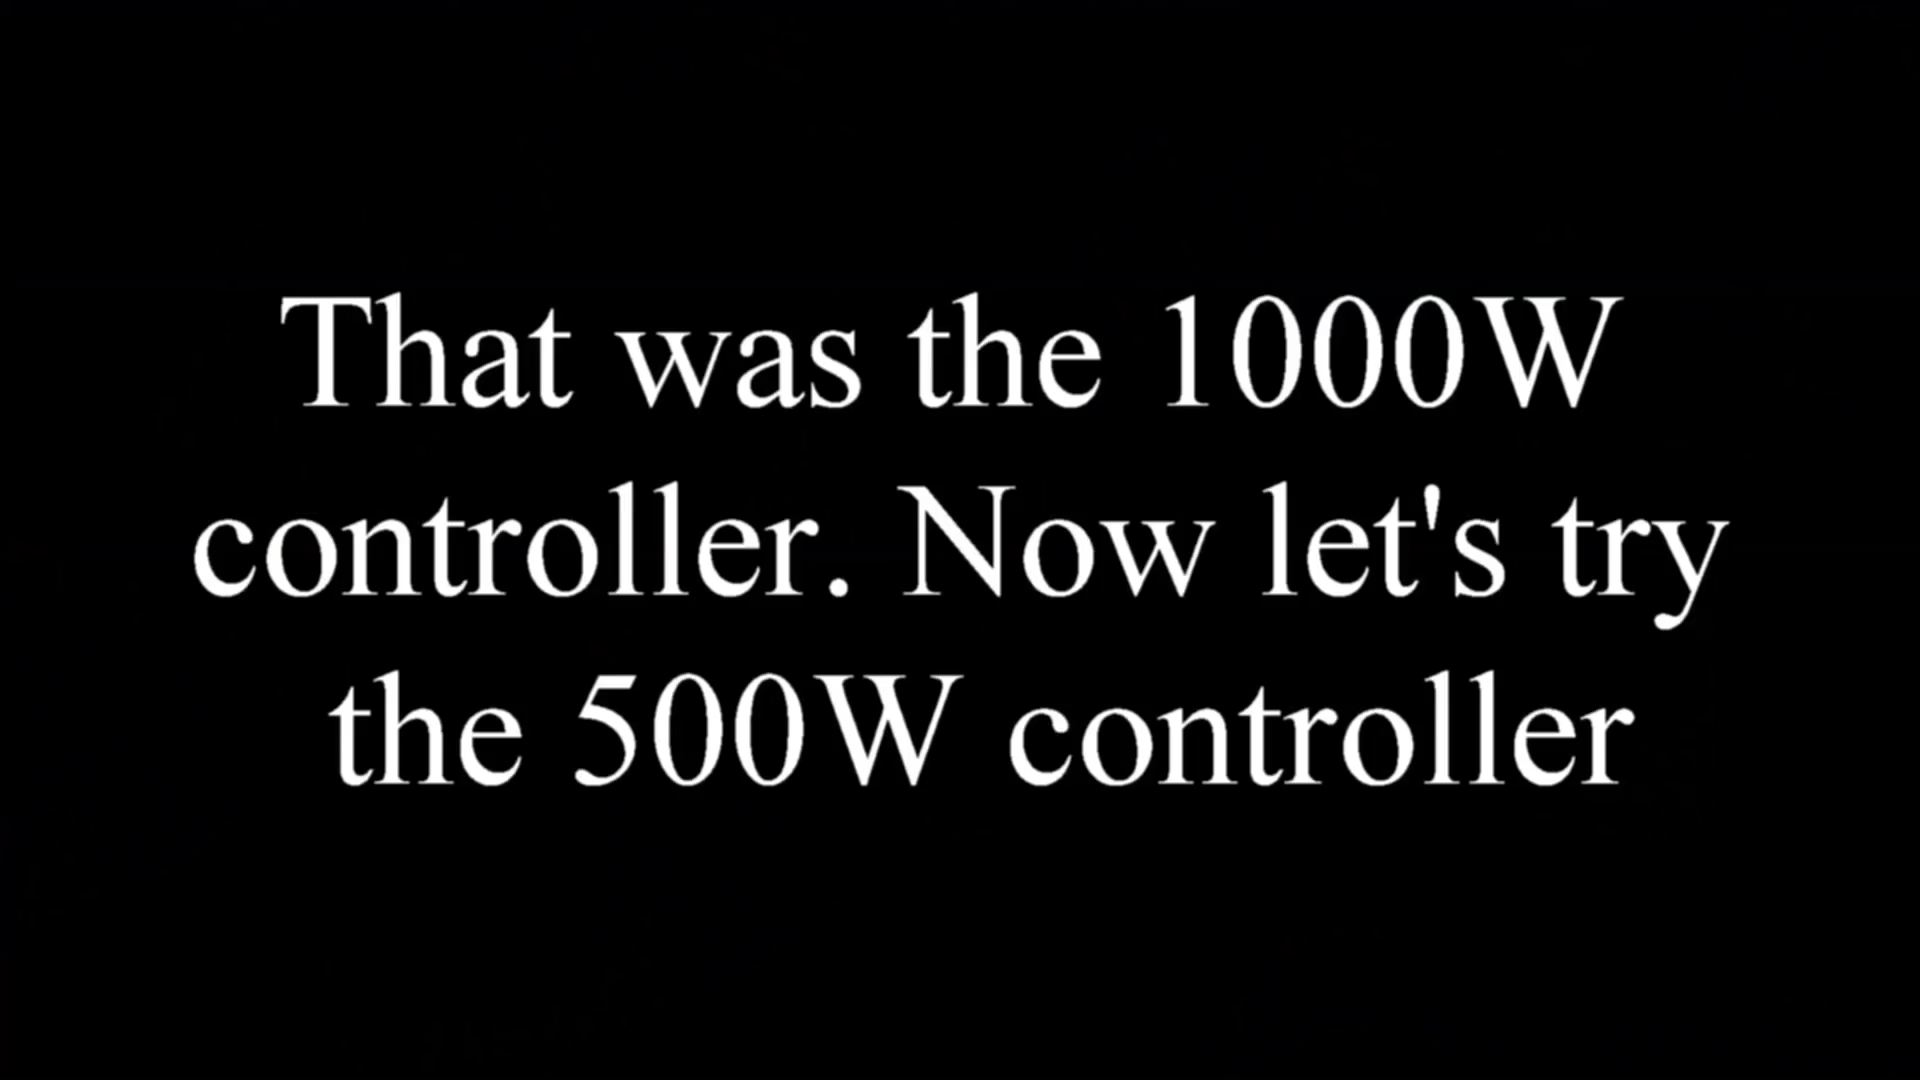 That was the 1000W
controller. Now let's try
the 500W controller